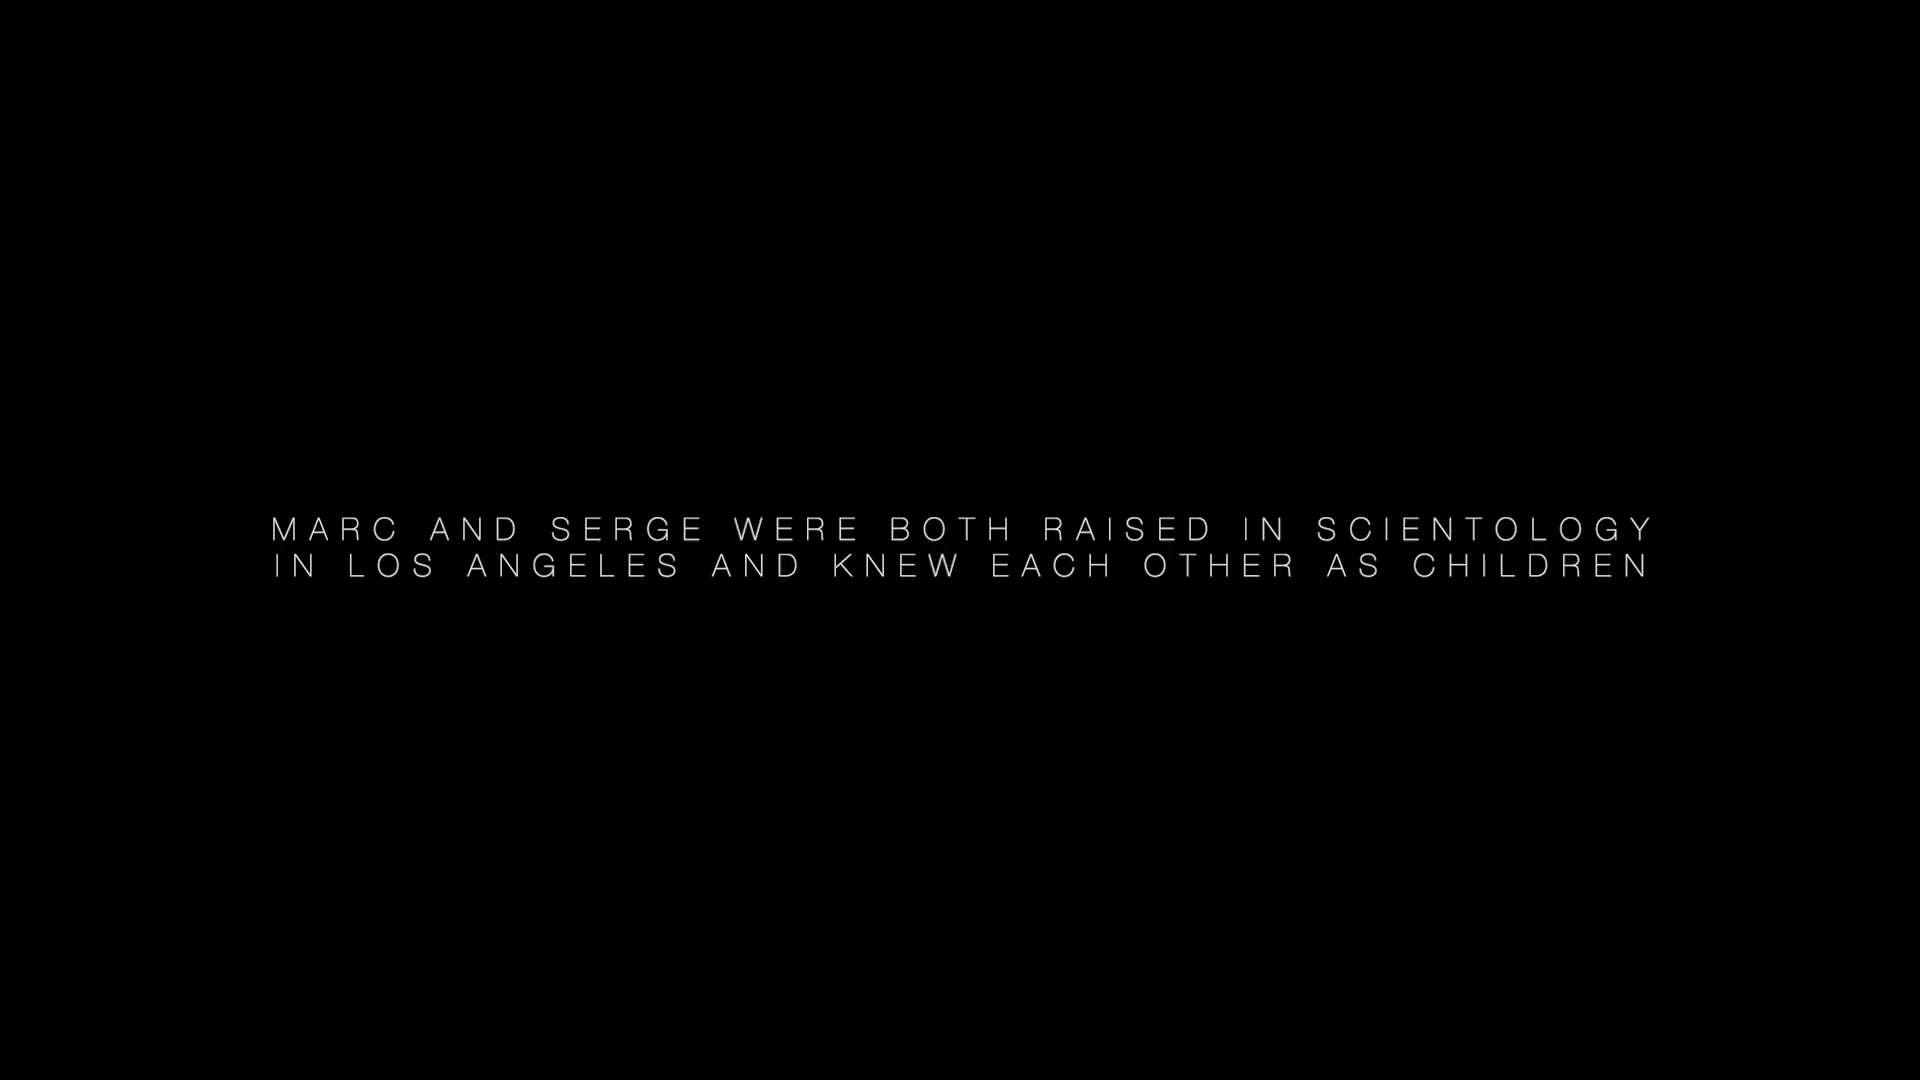 MARC AND SERGE WERE BOTH RAISED IN SCIENTOLOGY
IN LOS ANGELES AND KNEW EACH OTHER AS CHILDREN